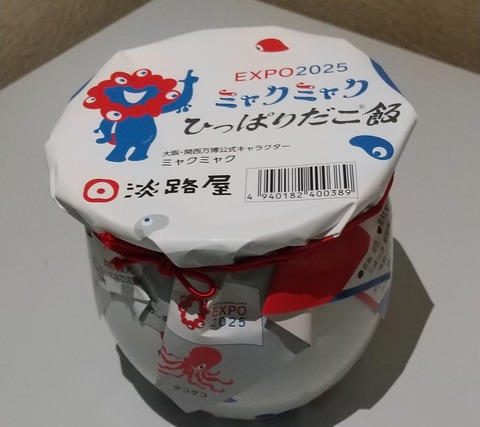 EXPO2025
ミャクミャク
ひっぱりだこ飯
大阪・関西万博公式キャラクター
ミャクミャク
淡路屋
4 940182 400389
EXPO
2025
タコタコ